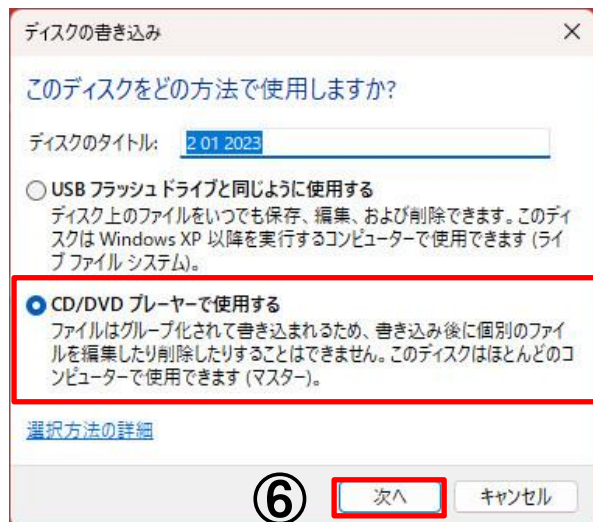 ディスクの書き込み
このディスクをどの方法で使用しますか?
ディスクのタイトル: 2 01 2023
USB フラッシュ ドライブと同じように使用する
ディスク上のファイルをいつでも保存、編集、および削除できます。このディ
スクは Windows XP 以降を実行するコンピューターで使用できます (ライ
ブ ファイル システム)。
CD/DVD プレーヤーで使用する
ファイルはグループ化されて書き込まれるため、書き込み後に個別のファイ
ルを編集したり削除したりすることはできません。このディスクはほとんどのコ
ンピューターで使用できます (マスター)。
選択方法の詳細
⑥ 次へ キャンセル